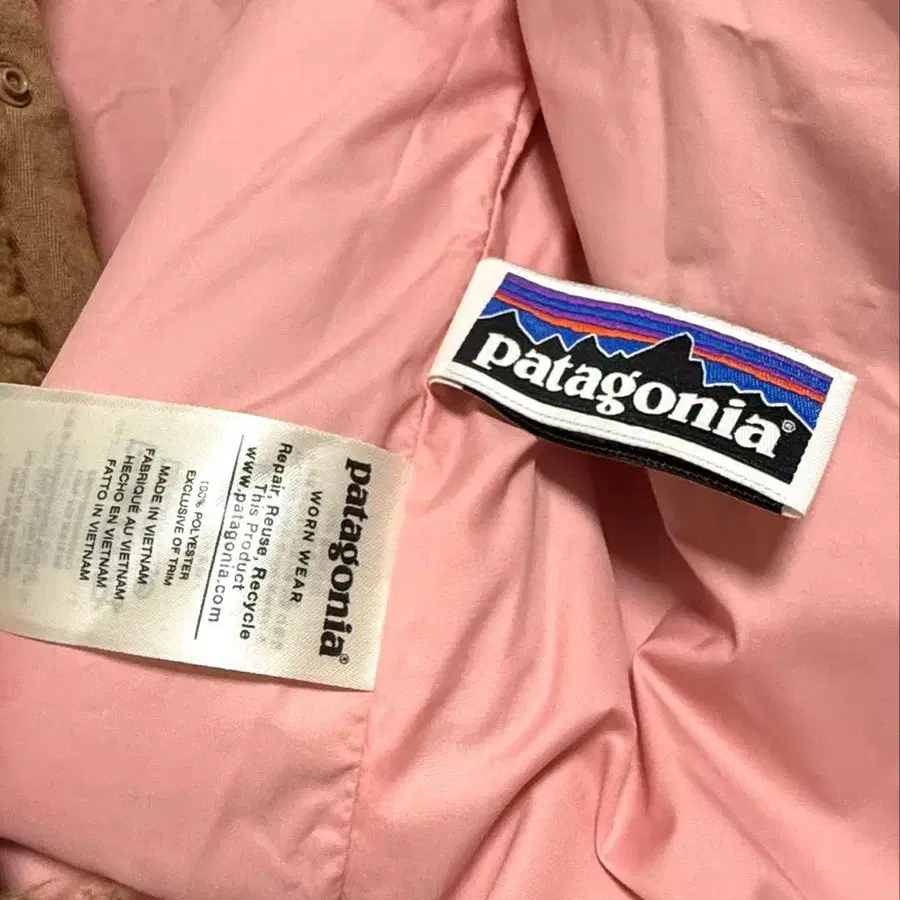 patagonia®
patagonia®
WORN WEAR
Repair, Reuse, Recycle
This Product
www.patagonia.com
100% POLYESTER
EXCLUSIVE OF TRIM
MADE IN VIETNAM
FABRIQUÉ AU VIETNAM
HECHO EN VIETNAM
FATTO IN VIETNAM